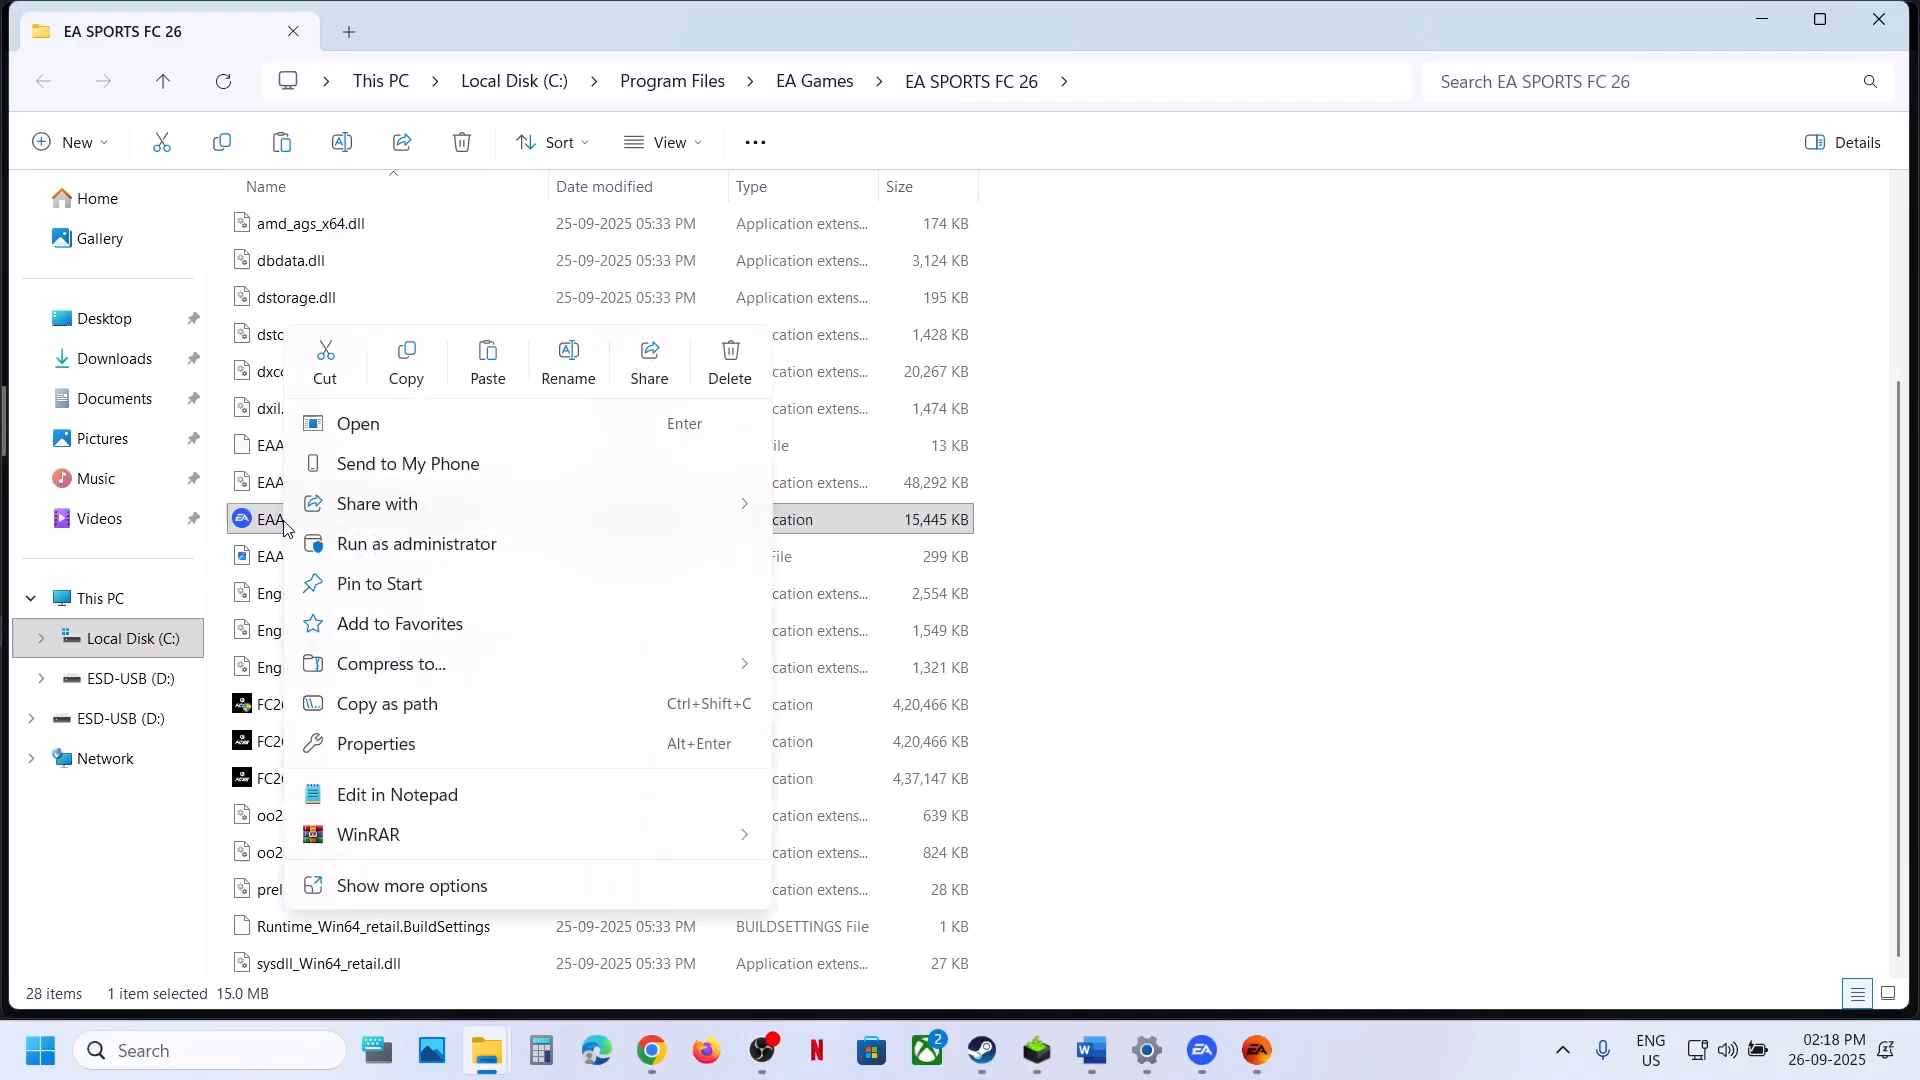 EA SPORTS FC 26
This PC
Local Disk (C:)
Program Files
EA Games
EA SPORTS FC 26
Search EA SPORTS FC 26
New
Sort
View
Details
Name
Date modified
Type
Size
Home
Gallery
Desktop
Downloads
Documents
Pictures
Music
Videos
This PC
Local Disk (C:)
ESD-USB (D:)
ESD-USB (D:)
Network
amd_ags_x64.dll 25-09-2025 05:33 PM Application extens... 174 KB
dbdata.dll 25-09-2025 05:33 PM Application extens... 3,124 KB
dstorage.dll 25-09-2025 05:33 PM Application extens... 195 KB
dsto cation extens... 1,428 KB
dxc cation extens... 20,267 KB
dxil. cation extens... 1,474 KB
EAA ile 13 KB
EAA cation extens... 48,292 KB
EAA cation 15,445 KB
EAA File 299 KB
Eng cation extens... 2,554 KB
Eng cation extens... 1,549 KB
Eng cation extens... 1,321 KB
FC2 cation 4,20,466 KB
FC2 cation 4,20,466 KB
FC2 cation 4,37,147 KB
oo2 cation extens... 639 KB
oo2 cation extens... 824 KB
prel cation extens... 28 KB
Runtime_Win64_retail.BuildSettings 25-09-2025 05:33 PM BUILDSETTINGS File 1 KB
sysdll_Win64_retail.dll 25-09-2025 05:33 PM Application extens... 27 KB
Cut
Copy
Paste
Rename
Share
Delete
Open Enter
Send to My Phone
Share with
Run as administrator
Pin to Start
Add to Favorites
Compress to...
Copy as path Ctrl+Shift+C
Properties Alt+Enter
Edit in Notepad
WinRAR
Show more options
28 items 1 item selected 15.0 MB
Search
2
ENG
US
02:18 PM
26-09-2025